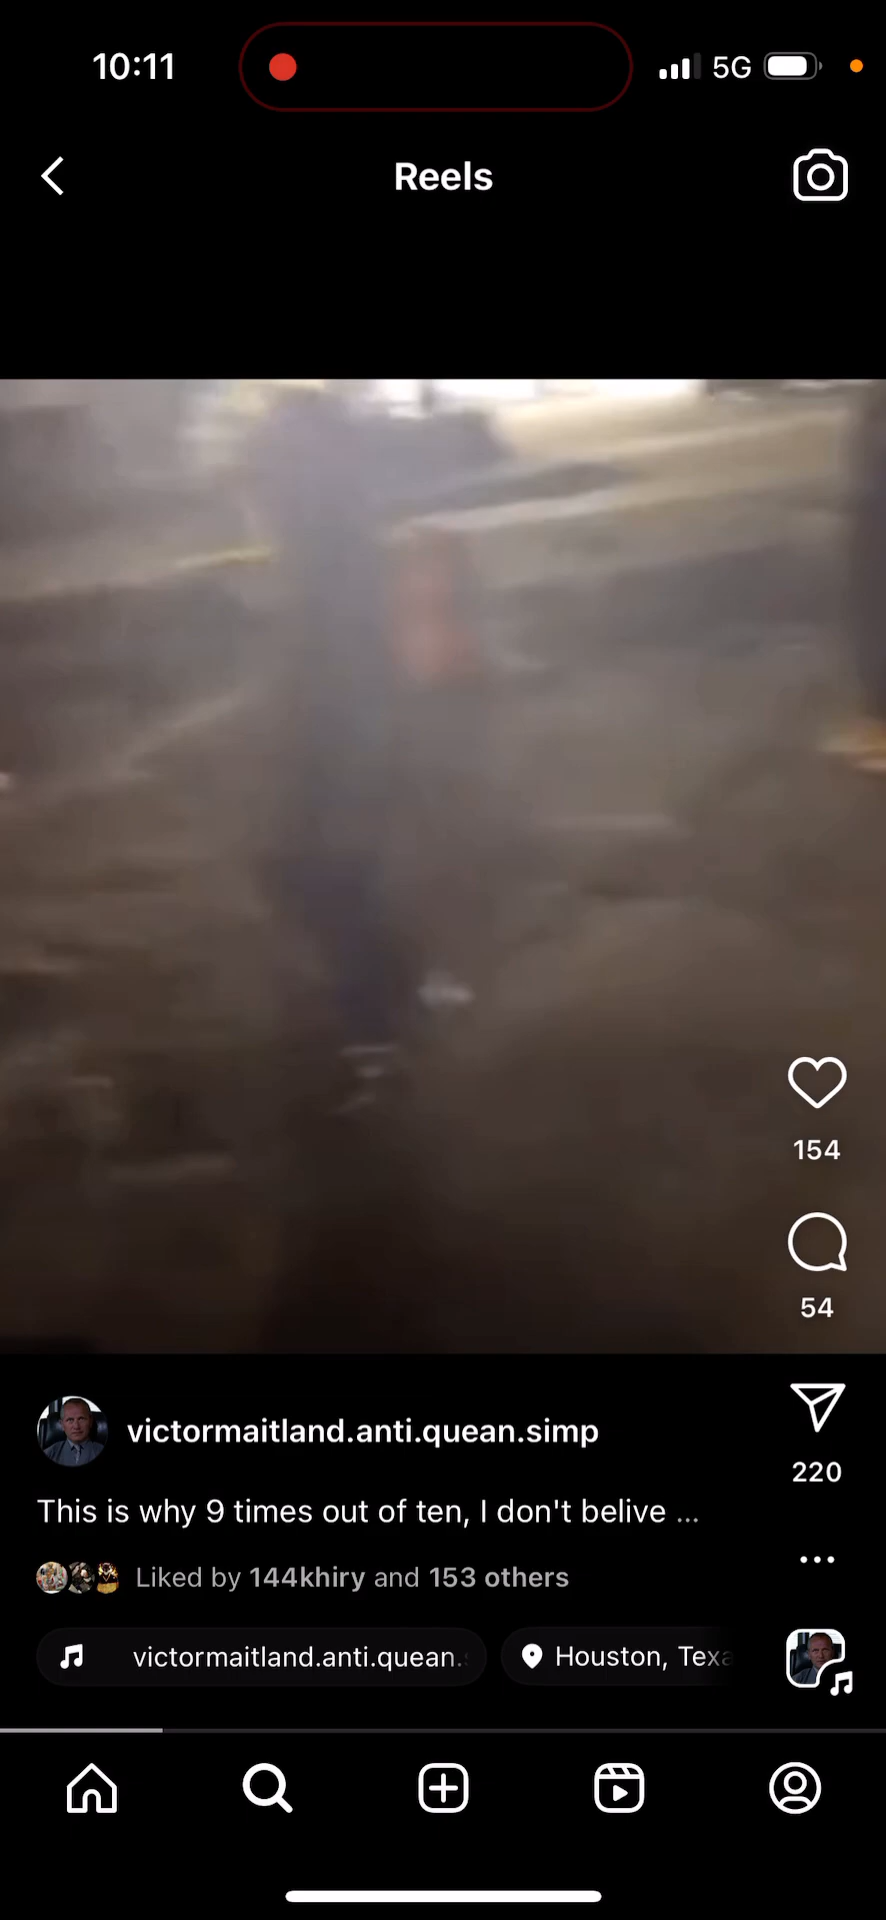 10:11
5G
Reels
154
54
victormaitland.anti.quean.simp
220
This is why 9 times out of ten, I don't belive ...
Liked by 144khiry and 153 others
victormaitland.anti.quean.
Houston, Texa